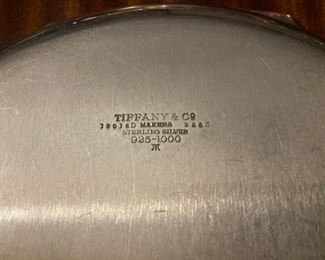 TIFFANY & Co
MAKERS
STERLING SILVER
925-1000
M